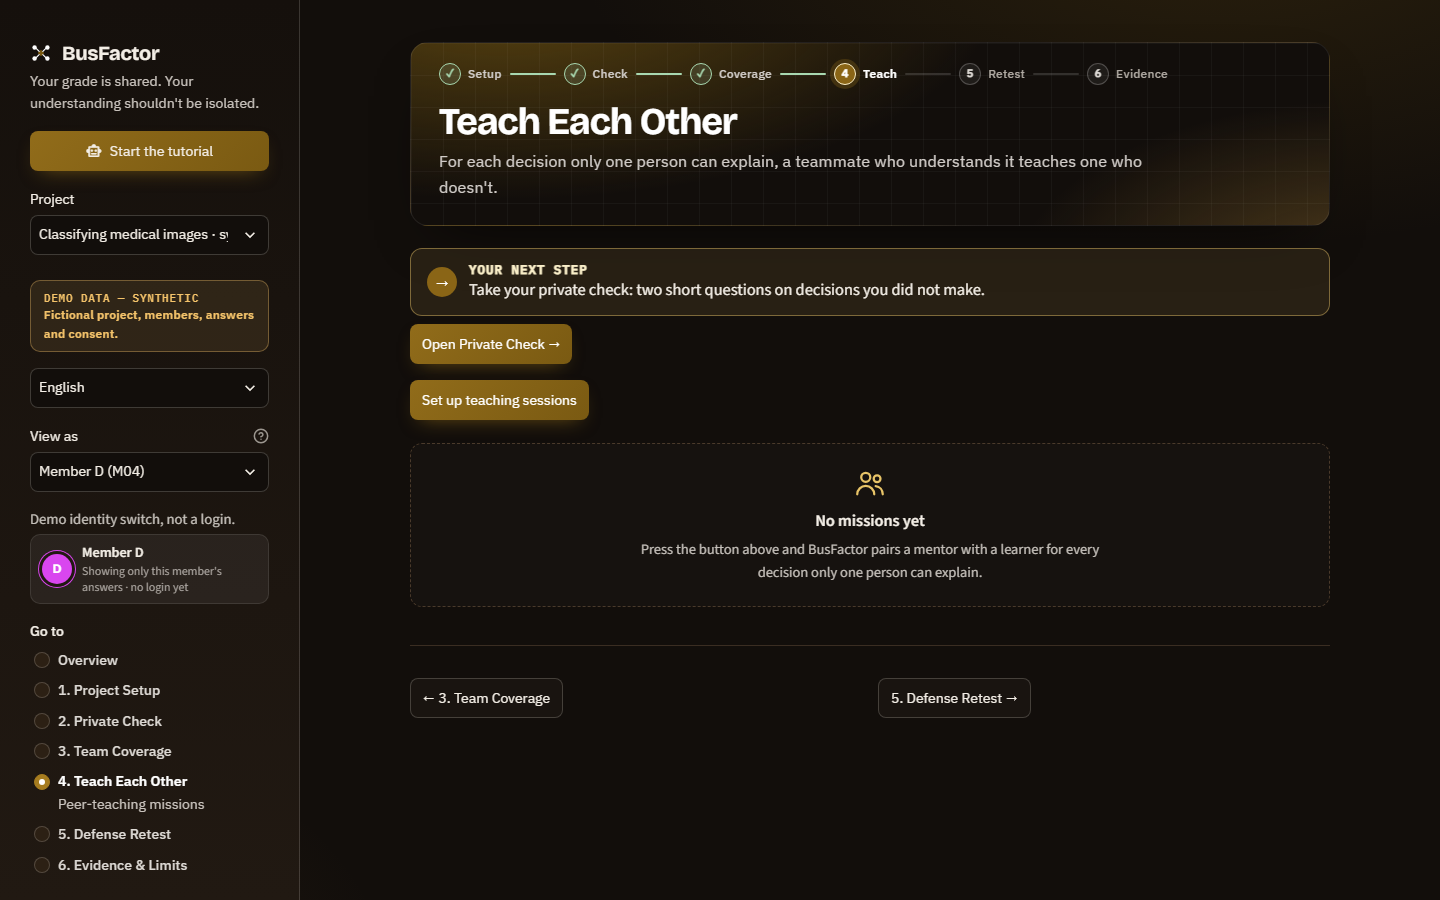 BusFactor
Your grade is shared. Your
understanding shouldn't be isolated.
Start the tutorial
Project
Classifying medical images · sy
DEMO DATA — SYNTHETIC
Fictional project, members, answers
and consent.
English
View as
Member D (M04)
Demo identity switch, not a login.
D
Member D
Showing only this member's
answers · no login yet
Go to
Overview
1. Project Setup
2. Private Check
3. Team Coverage
4. Teach Each Other
Peer-teaching missions
5. Defense Retest
6. Evidence & Limits
✓ Setup ✓ Check ✓ Coverage 4 Teach 5 Retest 6 Evidence
Teach Each Other
For each decision only one person can explain, a teammate who understands it teaches one who
doesn't.
YOUR NEXT STEP
→ Take your private check: two short questions on decisions you did not make.
Open Private Check →
Set up teaching sessions
No missions yet
Press the button above and BusFactor pairs a mentor with a learner for every
decision only one person can explain.
← 3. Team Coverage
5. Defense Retest →